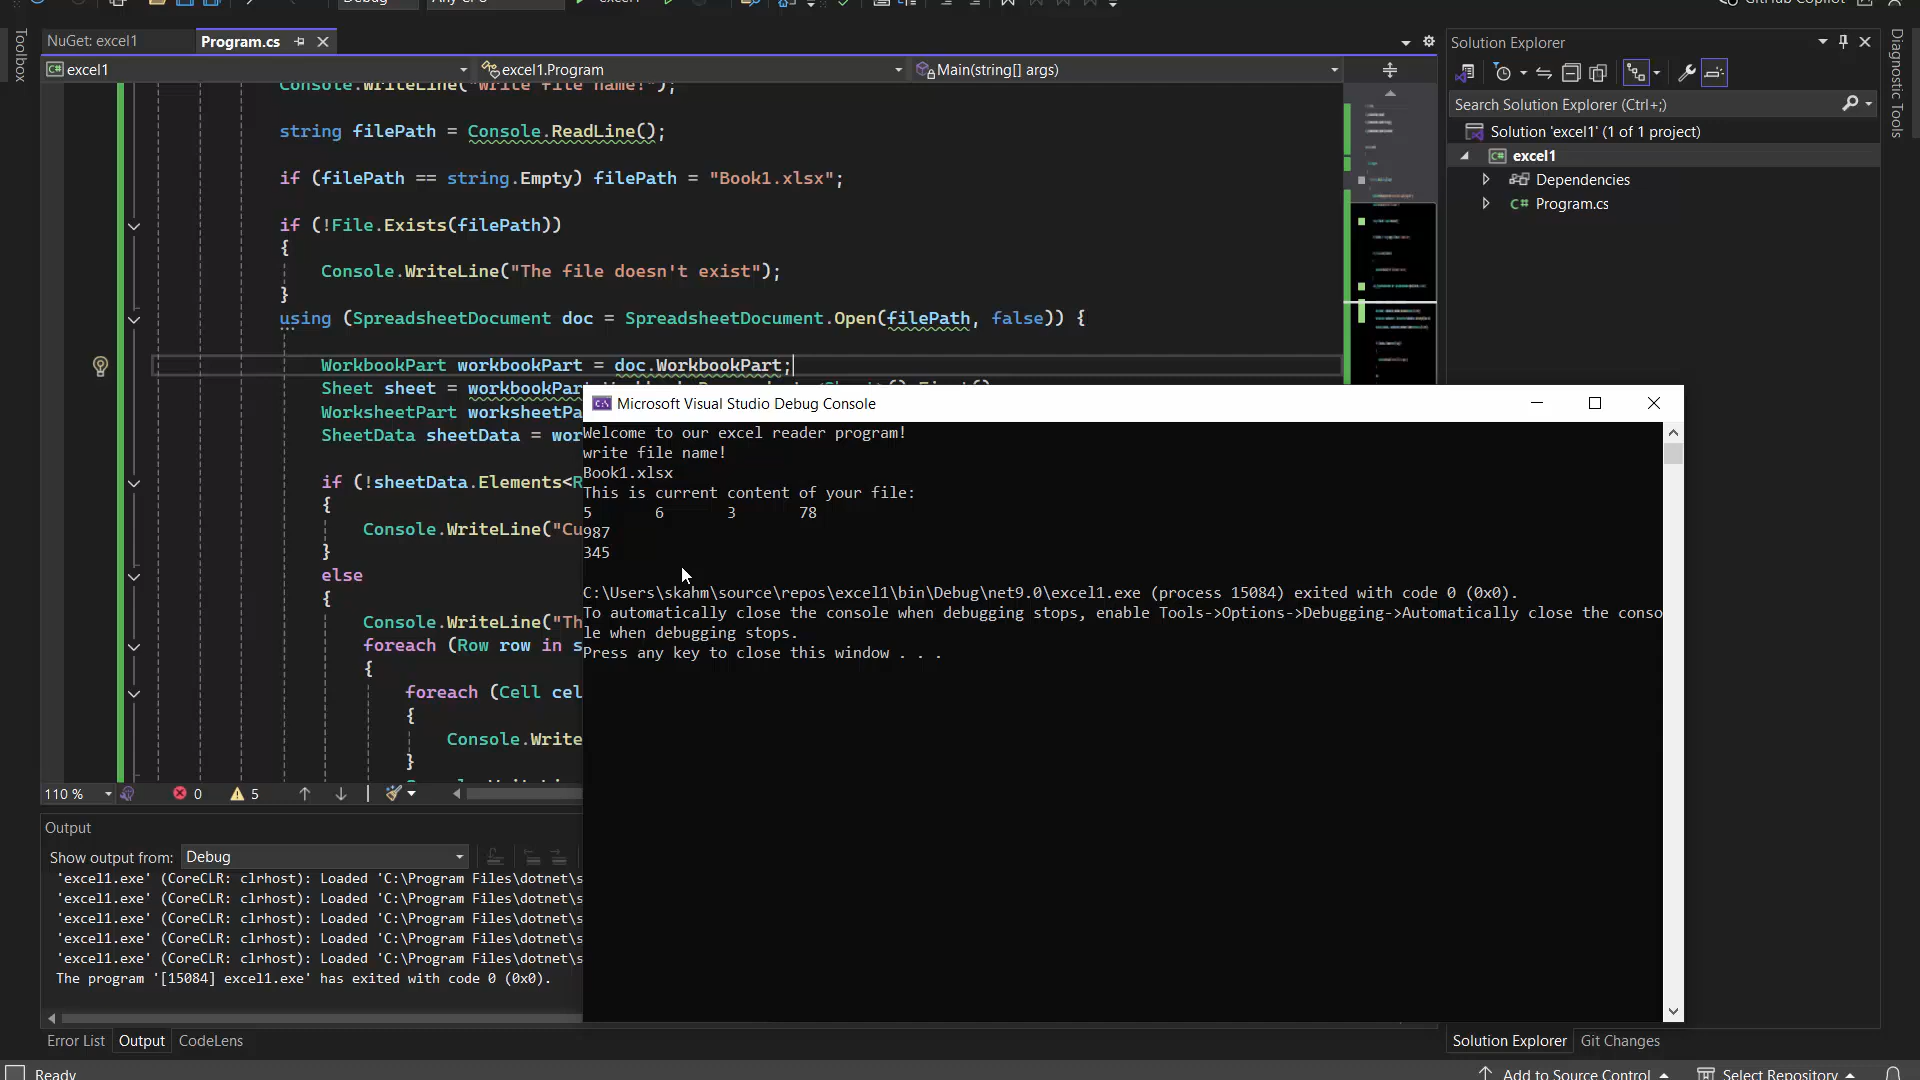 Debug
GitHub Copilot
Toolbox
NuGet: excel1
Program.cs
excel1
excel1.Program
Main(string[] args)
Console.WriteLine("write file name!");
string filePath = Console.ReadLine();
if (filePath == string.Empty) filePath = "Book1.xlsx";
if (!File.Exists(filePath))
{
Console.WriteLine("The file doesn't exist");
}
using (SpreadsheetDocument doc = SpreadsheetDocument.Open(filePath, false)) {
WorkbookPart workbookPart = doc.WorkbookPart;
Sheet sheet = workbookPar
WorksheetPart worksheetPa
SheetData sheetData = wor
if (!sheetData.Elements<R
{
Console.WriteLine("Cu
}
else
{
Console.WriteLine("Th
foreach (Row row in s
{
foreach (Cell cel
{
Console.Write
}
110 %
0
5
Microsoft Visual Studio Debug Console
Welcome to our excel reader program!
write file name!
Book1.xlsx
This is current content of your file:
5 6 3 78
987
345
C:\Users\skahm\source\repos\excel1\bin\Debug\net9.0\excel1.exe (process 15084) exited with code 0 (0x0).
To automatically close the console when debugging stops, enable Tools->Options->Debugging->Automatically close the conso
le when debugging stops.
Press any key to close this window . . .
Output
Show output from: Debug
'excel1.exe' (CoreCLR: clrhost): Loaded 'C:\Program Files\dotnet\s
'excel1.exe' (CoreCLR: clrhost): Loaded 'C:\Program Files\dotnet\s
'excel1.exe' (CoreCLR: clrhost): Loaded 'C:\Program Files\dotnet\s
'excel1.exe' (CoreCLR: clrhost): Loaded 'C:\Program Files\dotnet\s
'excel1.exe' (CoreCLR: clrhost): Loaded 'C:\Program Files\dotnet\s
The program '[15084] excel1.exe' has exited with code 0 (0x0).
Error List
Output
CodeLens
Solution Explorer
Search Solution Explorer (Ctrl+;)
Solution 'excel1' (1 of 1 project)
excel1
Dependencies
Program.cs
Diagnostic Tools
Solution Explorer
Git Changes
Ready
Add to Source Control
Select Repository